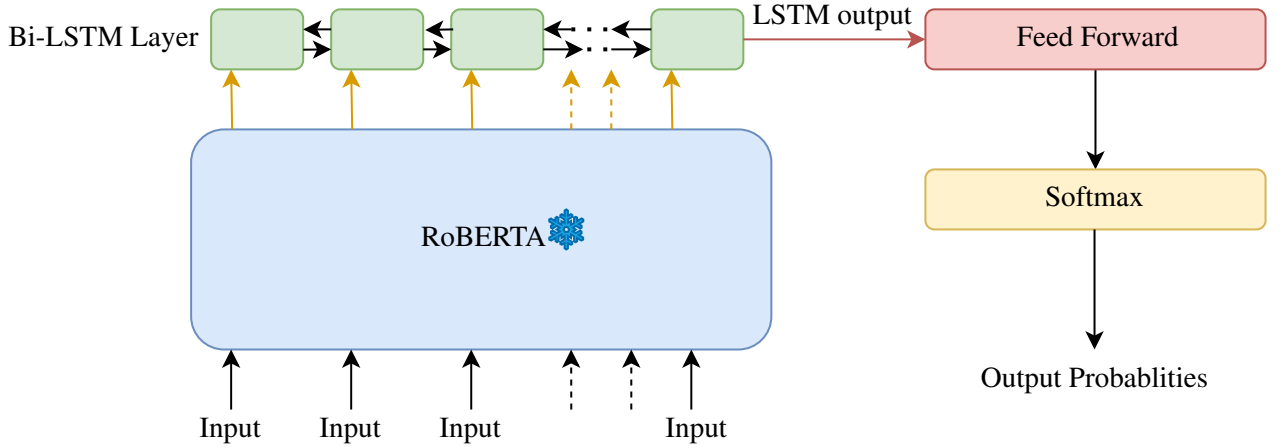 LSTM output
Bi-LSTM Layer
Feed Forward
Softmax
RoBERTA
Output Probablities
Input Input Input Input